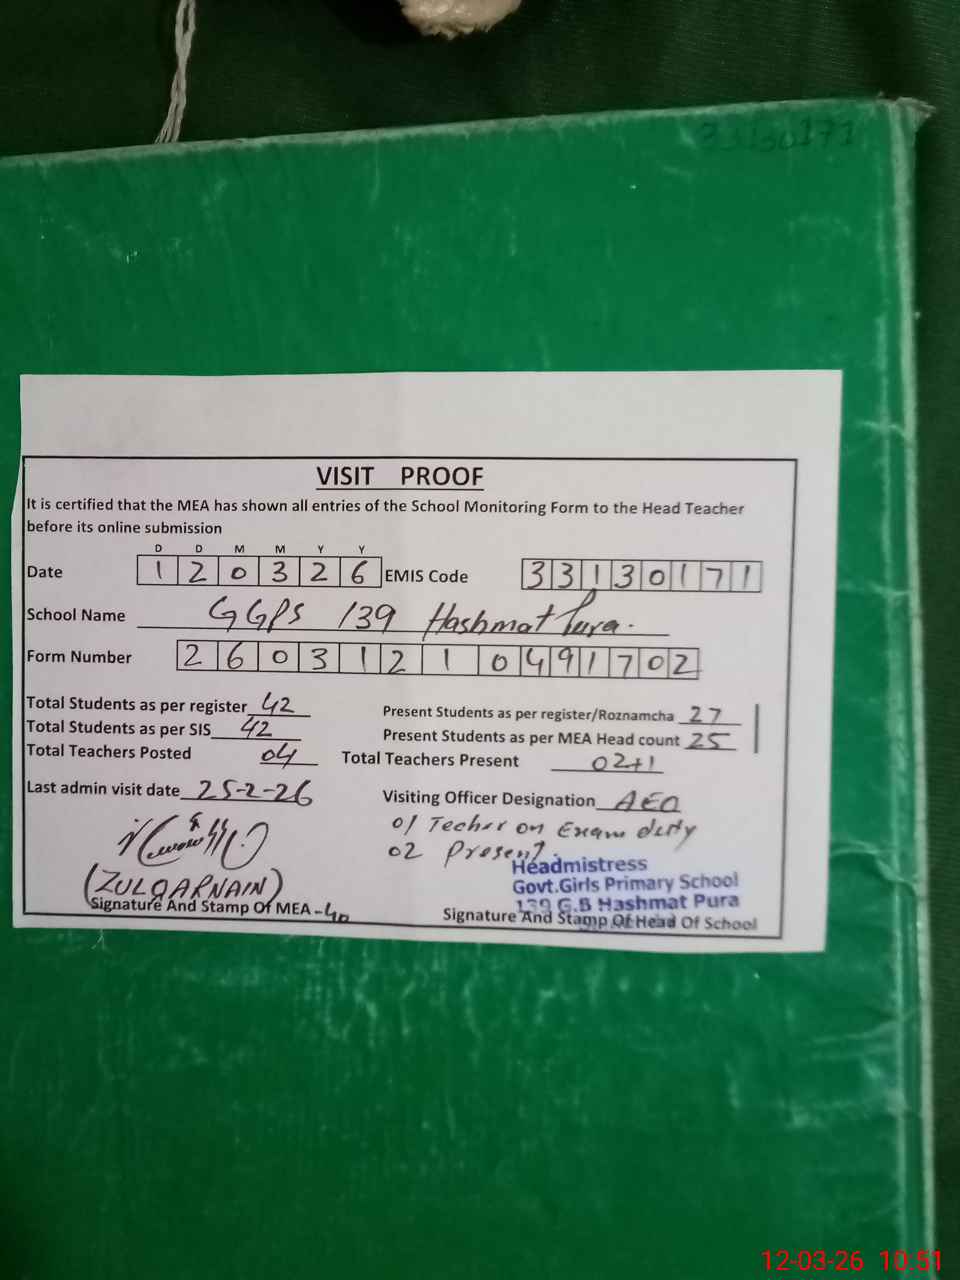 VISIT PROOF
It is certified that the MEA has shown all entries of the School Monitoring Form to the Head Teacher
before its online submission
D D M M Y Y
Date 1 2 0 3 2 6 EMIS Code 3 3 1 3 0 1 7 1
School Name GGPS 139 Hashmat Pura.
Form Number 2 6 0 3 1 2 1 0 4 9 1 7 0 2
Total Students as per register 42 Present Students as per register/Roznamcha 27
Total Students as per SIS 42 Present Students as per MEA Head count 25
Total Teachers Posted 04 Total Teachers Present 02+1
Last admin visit date 25-2-26 Visiting Officer Designation AEO
01 Techer on Exam duty
02 Present.
(ZULQARNAIN)
Signature And Stamp Of MEA -40
Headmistress
Govt.Girls Primary School
139 G.B Hashmat Pura
Signature And Stamp Of Head Of School
12-03-26 10:51